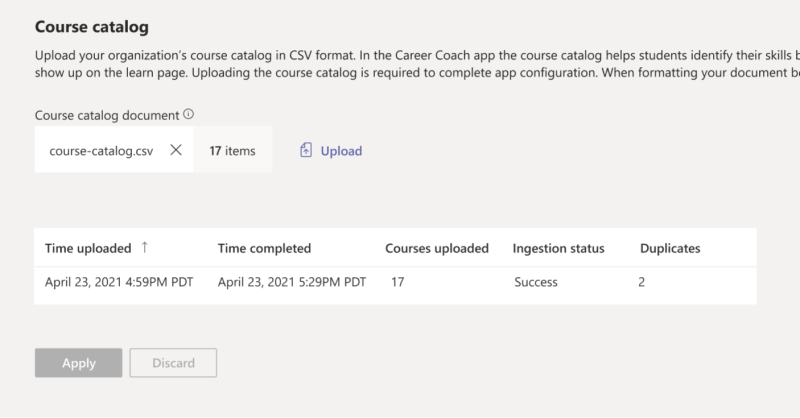 Course catalog
Upload your organization's course catalog in CSV format. In the Career Coach app the course catalog helps students identify their skills
show up on the learn page. Uploading the course catalog is required to complete app configuration. When formatting your document
Course catalog document
course-catalog.csv 17 items Upload
Time uploaded ↑ Time completed Courses uploaded Ingestion status Duplicates
April 23, 2021 4:59PM PDT April 23, 2021 5:29PM PDT 17 Success 2
Apply Discard